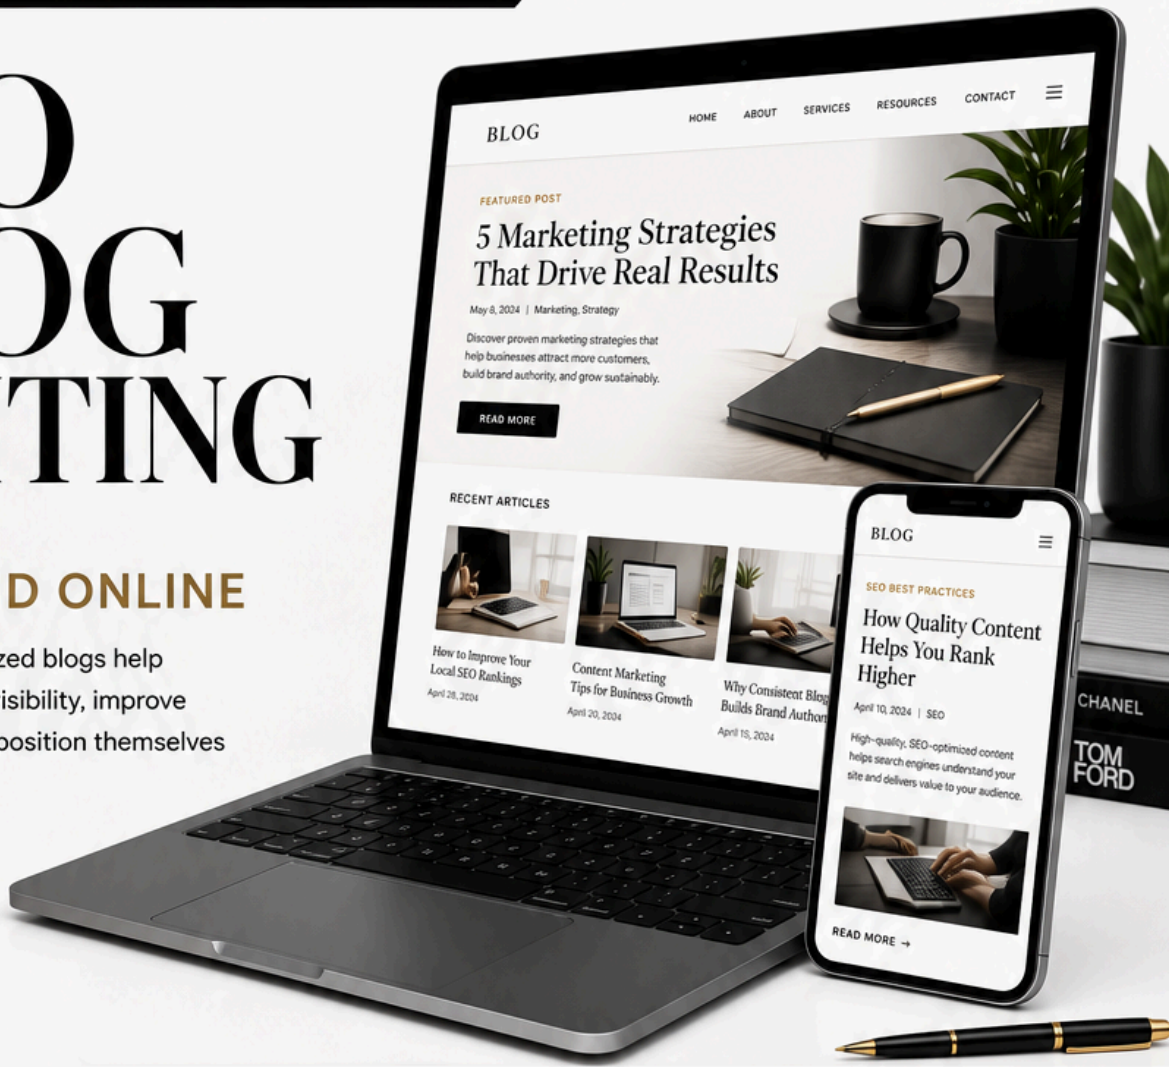 O
OG
TING
D ONLINE
zed blogs help
isibility, improve
position themselves
BLOG
HOME
ABOUT
SERVICES
RESOURCES
CONTACT
FEATURED POST
5 Marketing Strategies
That Drive Real Results
May 8, 2024 | Marketing, Strategy
Discover proven marketing strategies that
help businesses attract more customers,
build brand authority, and grow sustainably.
READ MORE
RECENT ARTICLES
How to Improve Your
Local SEO Rankings
April 28, 2024
Content Marketing
Tips for Business Growth
April 20, 2024
Why Consistent Blog
Builds Brand Author
April 15, 2024
BLOG
SEO BEST PRACTICES
How Quality Content
Helps You Rank
Higher
April 10, 2024 | SEO
High-quality, SEO-optimized content
helps search engines understand your
site and delivers value to your audience.
READ MORE →
CHANEL
TOM
FORD